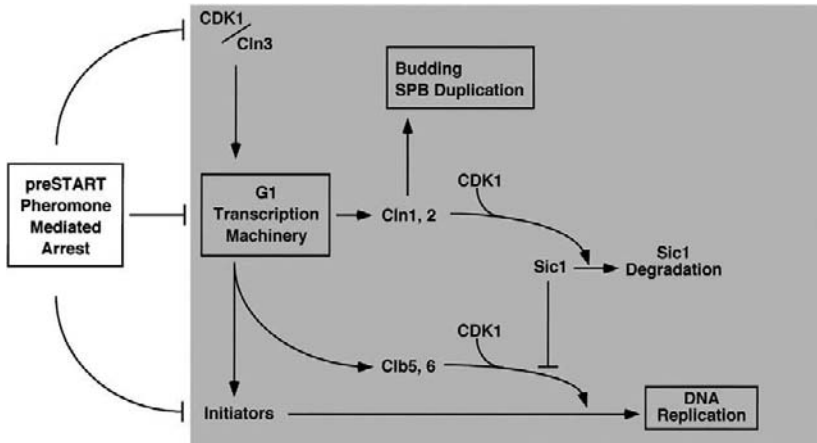 CDK1
Cln3
Budding
SPB Duplication
preSTART
Pheromone
Mediated
Arrest
G1
Transcription
Machinery
Cln1, 2
CDK1
Sic1
Sic1
Degradation
CDK1
Clb5, 6
Initiators
DNA
Replication